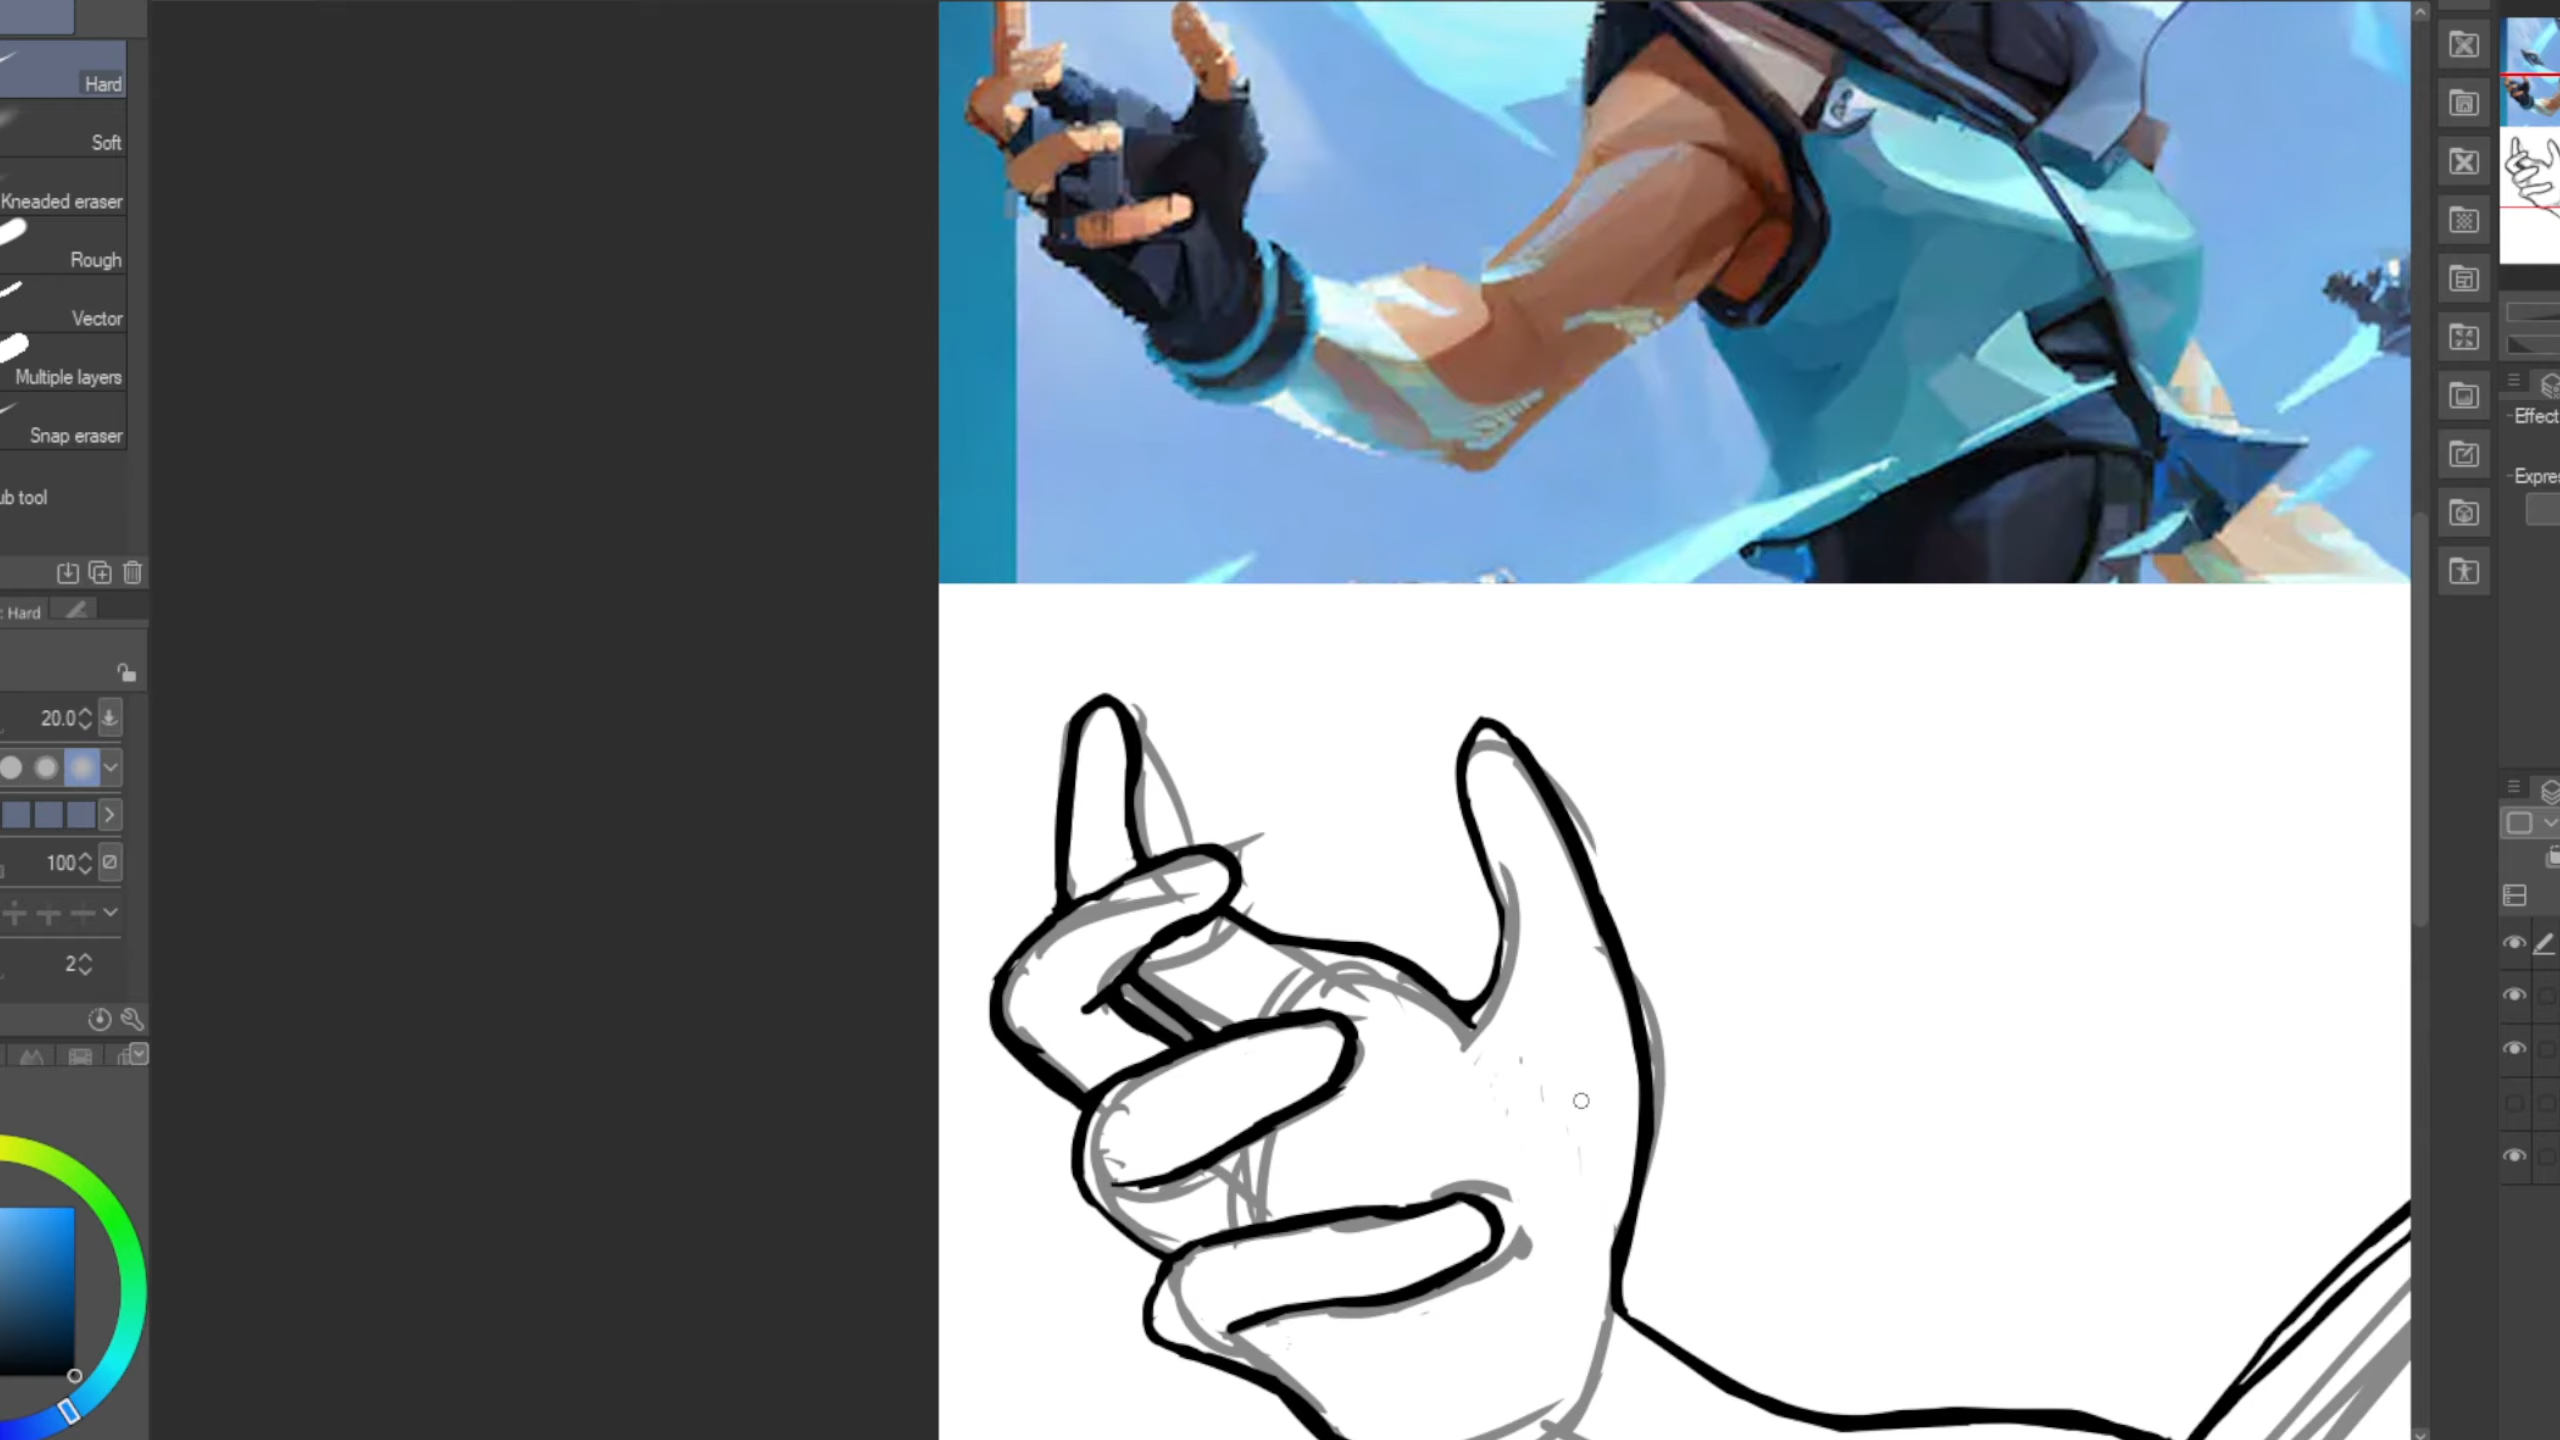 Hard
Soft
Kneaded eraser
Rough
Vector
Multiple layers
Snap eraser
ub tool
: Hard
20.0
100
2
Effect
Expre